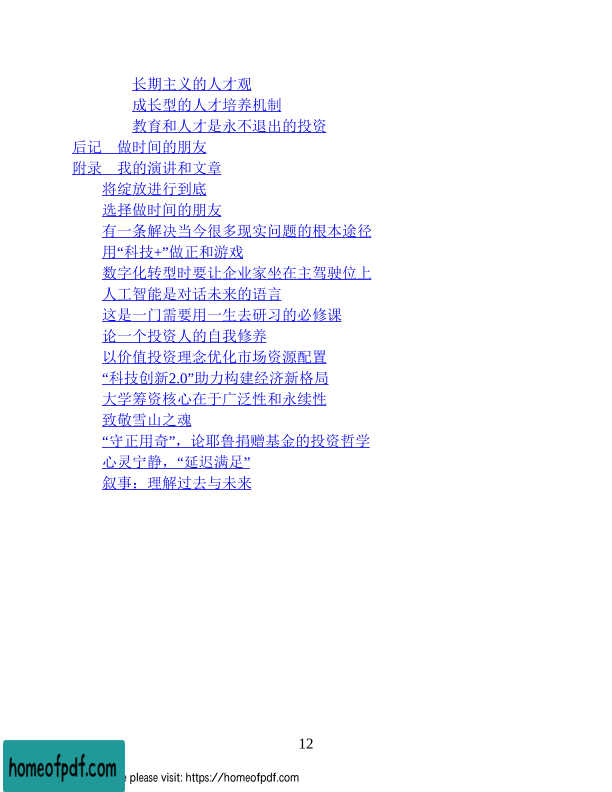 长期主义的人才观
成长型的人才培养机制
教育和人才是永不退出的投资
后记　做时间的朋友
附录　我的演讲和文章
将绽放进行到底
选择做时间的朋友
有一条解决当今很多现实问题的根本途径
用“科技+”做正和游戏
数字化转型时要让企业家坐在主驾驶位上
人工智能是对话未来的语言
这是一门需要用一生去研习的必修课
论一个投资人的自我修养
以价值投资理念优化市场资源配置
“科技创新2.0”助力构建经济新格局
大学筹资核心在于广泛性和永续性
致敬雪山之魂
“守正用奇”，论耶鲁捐赠基金的投资哲学
心灵宁静，“延迟满足”
叙事：理解过去与未来
12
homeofpdf.com
please visit: https://homeofpdf.com